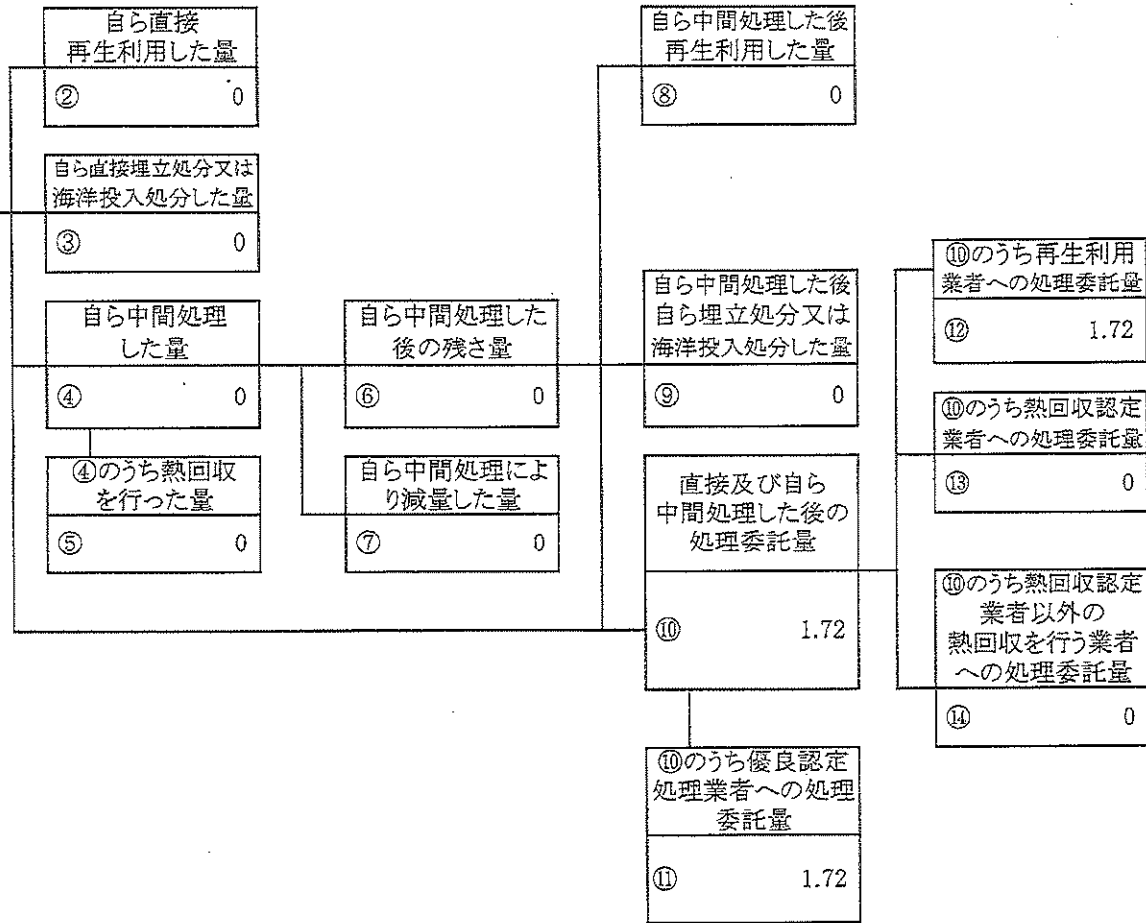 自ら直接
再生利用した量
② 0
自ら直接埋立処分又は
海洋投入処分した量
③ 0
自ら中間処理
した量
④ 0
④のうち熱回収
を行った量
⑤ 0
自ら中間処理した
後の残さ量
⑥ 0
自ら中間処理によ
り減量した量
⑦ 0
自ら中間処理した後
再生利用した量
⑧ 0
自ら中間処理した後
自ら埋立処分又は
海洋投入処分した量
⑨ 0
直接及び自ら
中間処理した後の
処理委託量
⑩ 1.72
⑩のうち優良認定
処理業者への処理
委託量
⑪ 1.72
⑩のうち再生利用
業者への処理委託量
⑫ 1.72
⑩のうち熱回収認定
業者への処理委託量
⑬ 0
⑩のうち熱回収認定
業者以外の
熱回収を行う業者
への処理委託量
⑭ 0